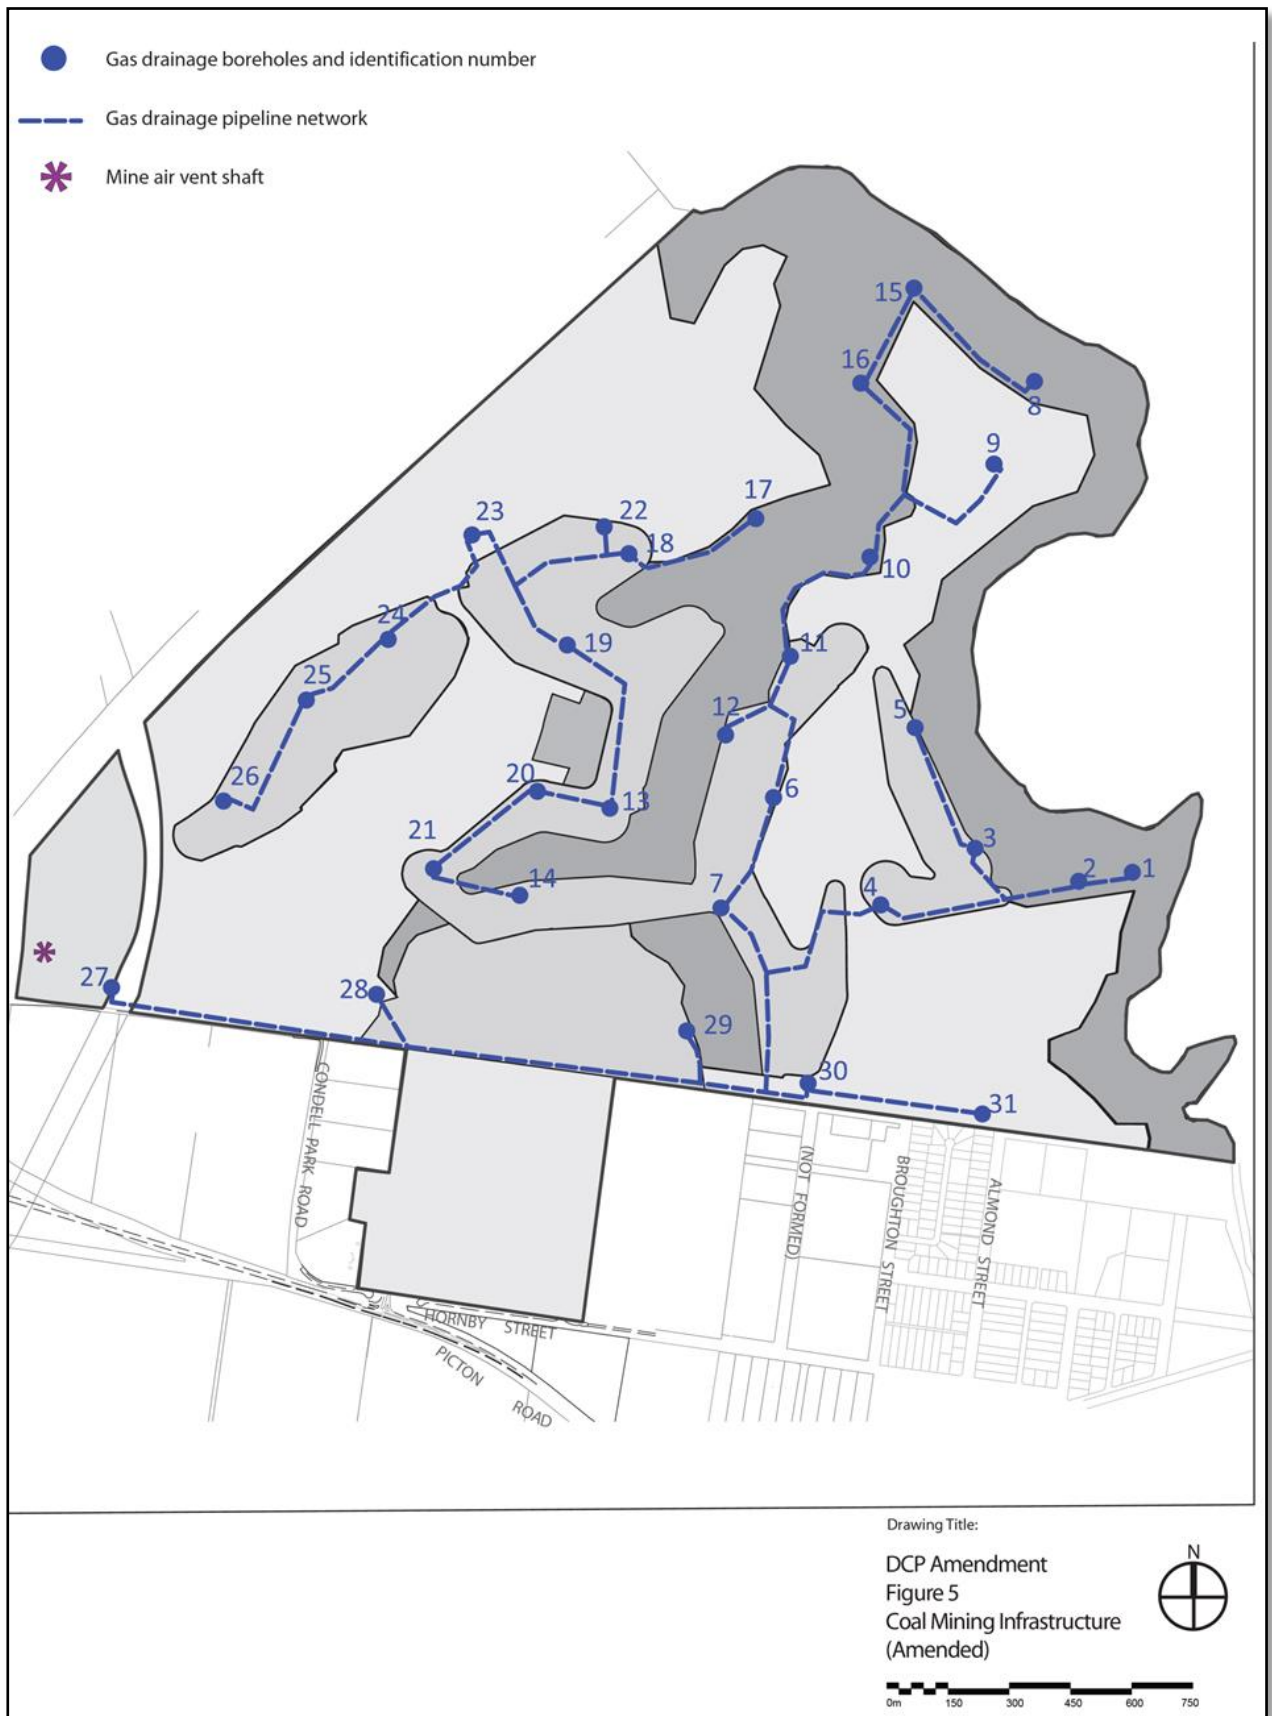 Gas drainage boreholes and identification number
Gas drainage pipeline network
Mine air vent shaft
15
16
8
9
17
23
22
18
10
24
19
11
25
5
12
26
20
6
13
21
3
2
1
14
7
4
27
28
29
30
31
CONDELL PARK ROAD
(NOT FORMED)
BROUGHTON STREET
ALMOND STREET
HORNBY STREET
PICTON ROAD
Drawing Title:
N
DCP Amendment
Figure 5
Coal Mining Infrastructure
(Amended)
0m 150 300 450 600 750